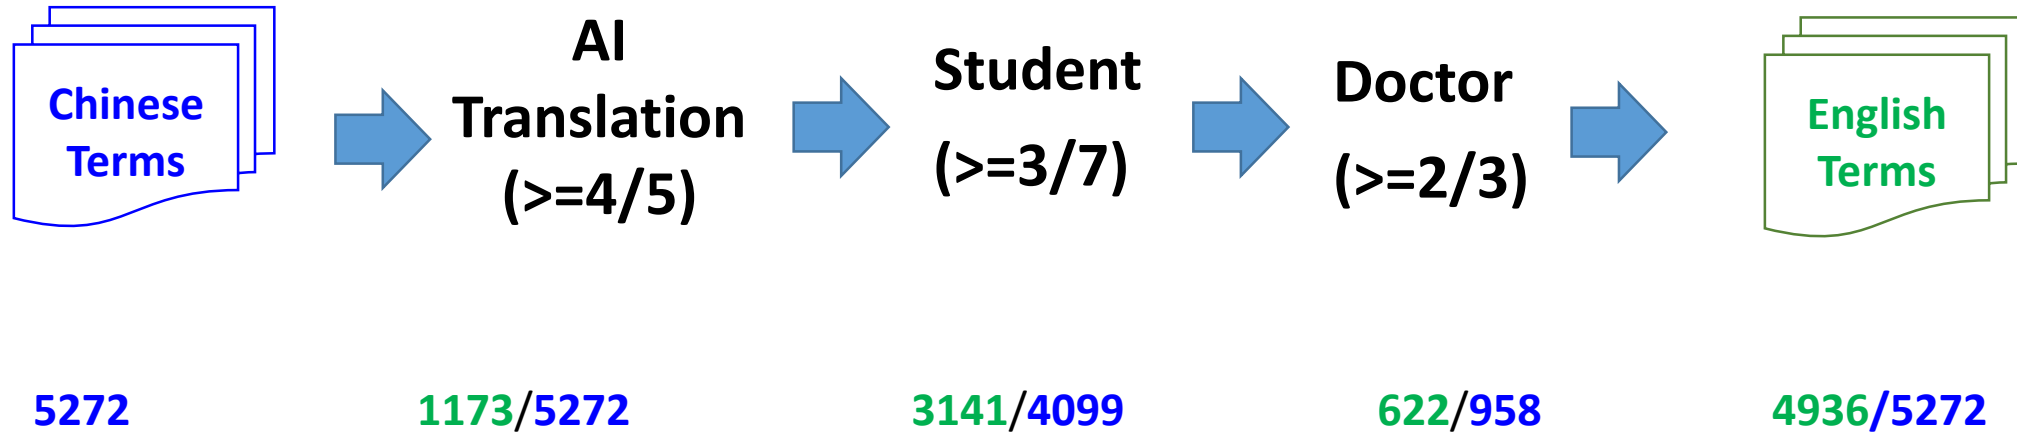 Chinese
Terms
AI
Translation
(>=4/5)
Student
(>=3/7)
Doctor
(>=2/3)
English
Terms
5272
1173/5272
3141/4099
622/958
4936/5272